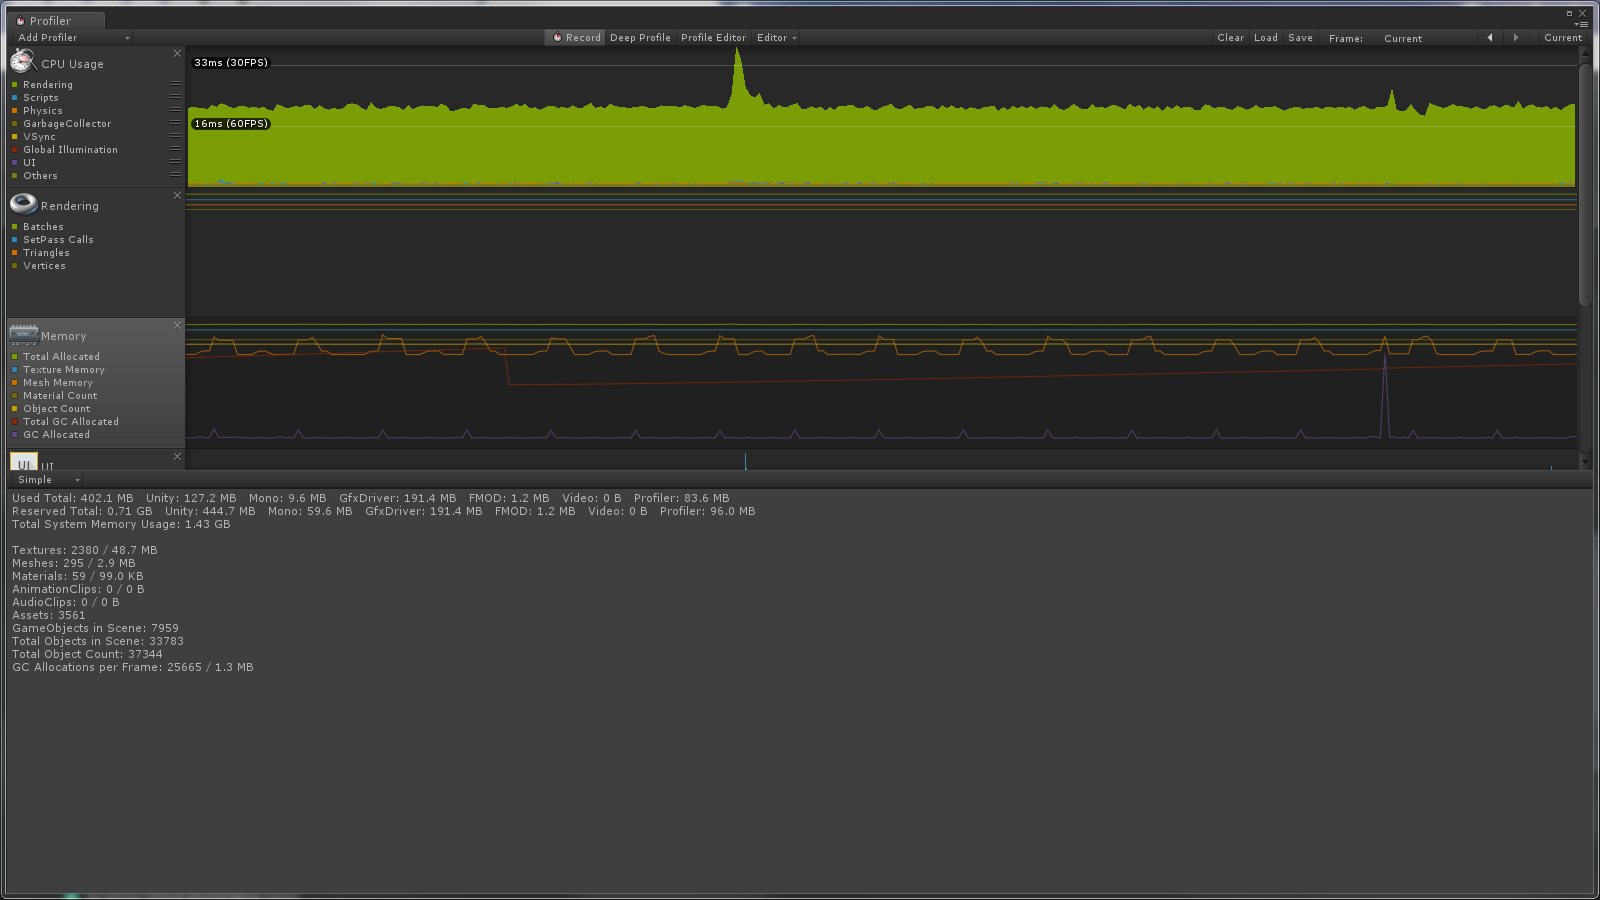 Profiler
Add Profiler Record Deep Profile Profile Editor Editor Clear Load Save Frame: Current Current
CPU Usage
Rendering
Scripts
Physics
GarbageCollector
VSync
Global Illumination
UI
Others
33ms (30FPS)
16ms (60FPS)
Rendering
Batches
SetPass Calls
Triangles
Vertices
Memory
Total Allocated
Texture Memory
Mesh Memory
Material Count
Object Count
Total GC Allocated
GC Allocated
UI UI
Simple
Used Total: 402.1 MB Unity: 127.2 MB Mono: 9.6 MB GfxDriver: 191.4 MB FMOD: 1.2 MB Video: 0 B Profiler: 83.6 MB
Reserved Total: 0.71 GB Unity: 444.7 MB Mono: 59.6 MB GfxDriver: 191.4 MB FMOD: 1.2 MB Video: 0 B Profiler: 96.0 MB
Total System Memory Usage: 1.43 GB
Textures: 2380 / 48.7 MB
Meshes: 295 / 2.9 MB
Materials: 59 / 99.0 KB
AnimationClips: 0 / 0 B
AudioClips: 0 / 0 B
Assets: 3561
GameObjects in Scene: 7959
Total Objects in Scene: 33783
Total Object Count: 37344
GC Allocations per Frame: 25665 / 1.3 MB